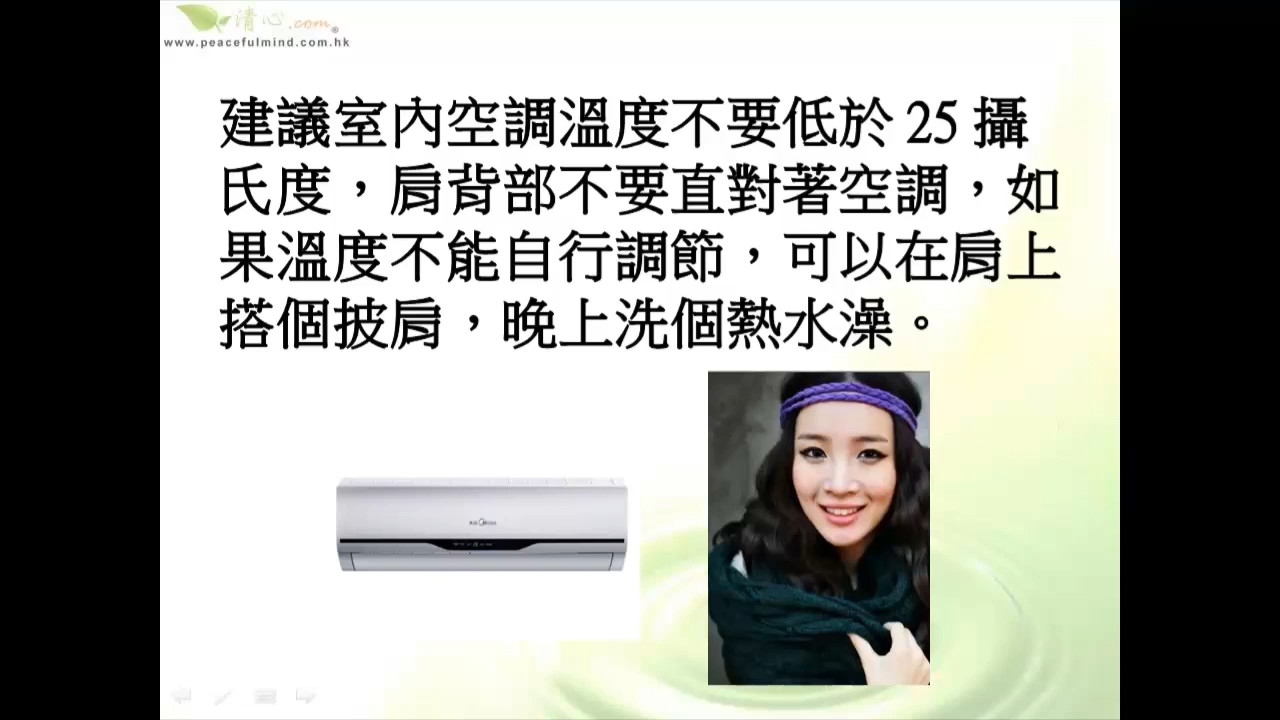 清心.com®
www.peacefulmind.com.hk
建議室內空調溫度不要低於 25 攝
氏度，肩背部不要直對著空調，如
果溫度不能自行調節，可以在肩上
搭個披肩，晚上洗個熱水澡。